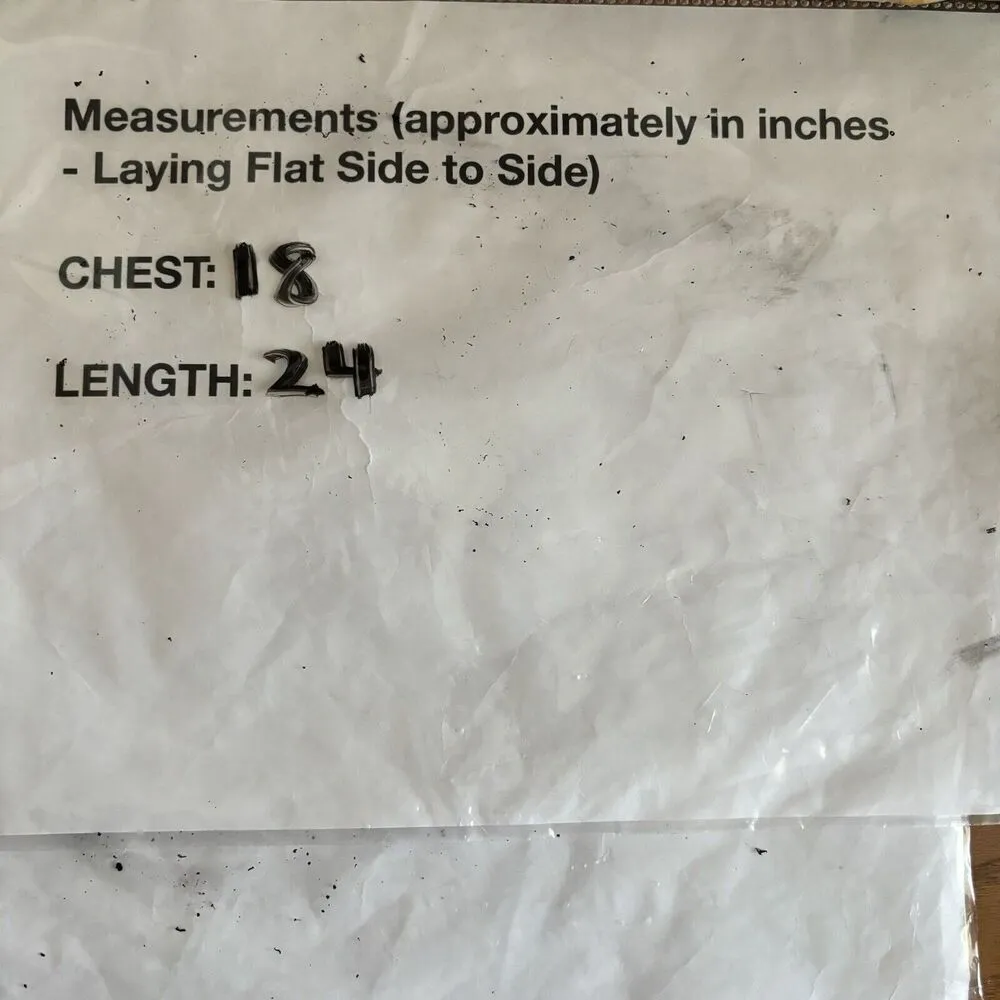 Measurements (approximately in inches.
- Laying Flat Side to Side)
CHEST: 18
LENGTH: 24